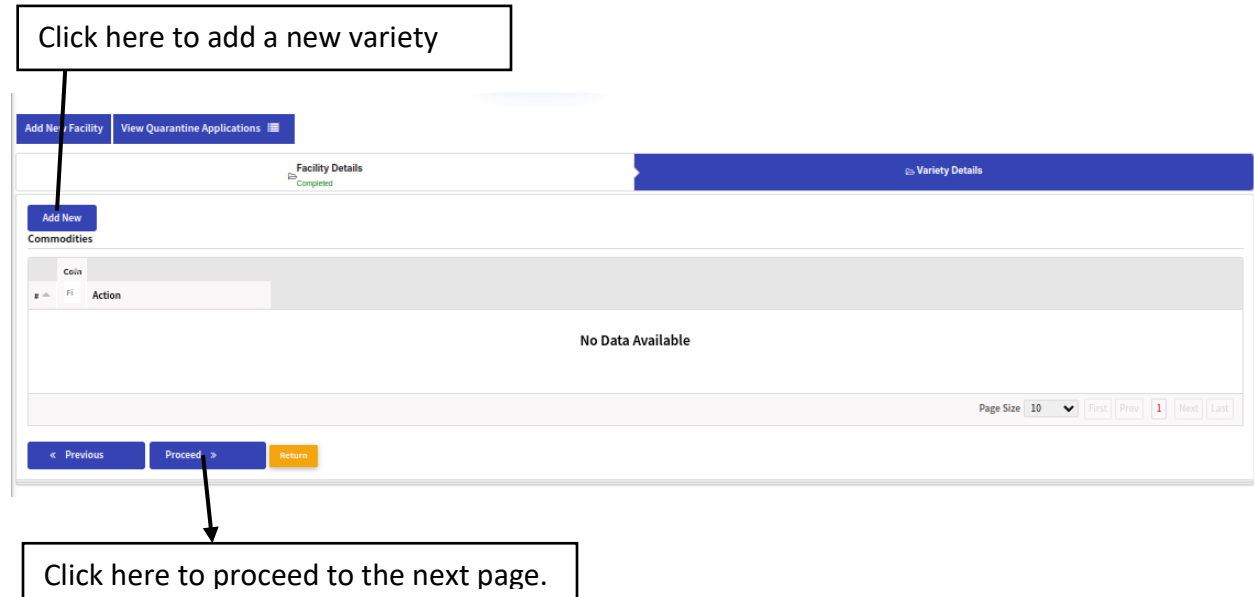 Click here to add a new variety
Add New Facility View Quarantine Applications
Facility Details
Completed
Variety Details
Add New
Commodities
# Fi Action
No Data Available
Page Size 10 First Prev 1 Next Last
« Previous Proceed » Return
Click here to proceed to the next page.